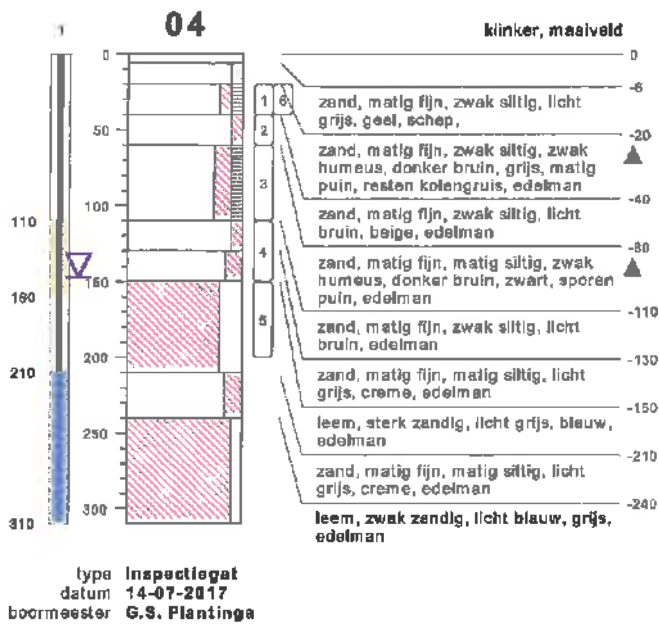 1
04
klinker, maaiveld
0
0
-6
zand, matig fijn, zwak siltig, licht
grijs, geel, schep,
-20
1
6
zand, matig fijn, zwak siltig, zwak
humeus, donker bruin, grijs, matig
puin, resten kolengruis, edelman
-40
50
2
zand, matig fijn, zwak siltig, licht
bruin, beige, edelman
-80
3
100
zand, matig fijn, matig siltig, zwak
humeus, donker bruin, zwart, sporen
puin, edelman
-110
110
4
zand, matig fijn, zwak siltig, licht
bruin, edelman
-130
150
160
zand, matig fijn, matig siltig, licht
grijs, creme, edelman
-150
5
leem, sterk zandig, licht grijs, blauw,
edelman
-210
200
210
zand, matig fijn, matig siltig, licht
grijs, creme, edelman
-240
250
leem, zwak zandig, licht blauw, grijs,
edelman
300
310
type Inspectiegat
datum 14-07-2017
boormeester G.S. Plantinga